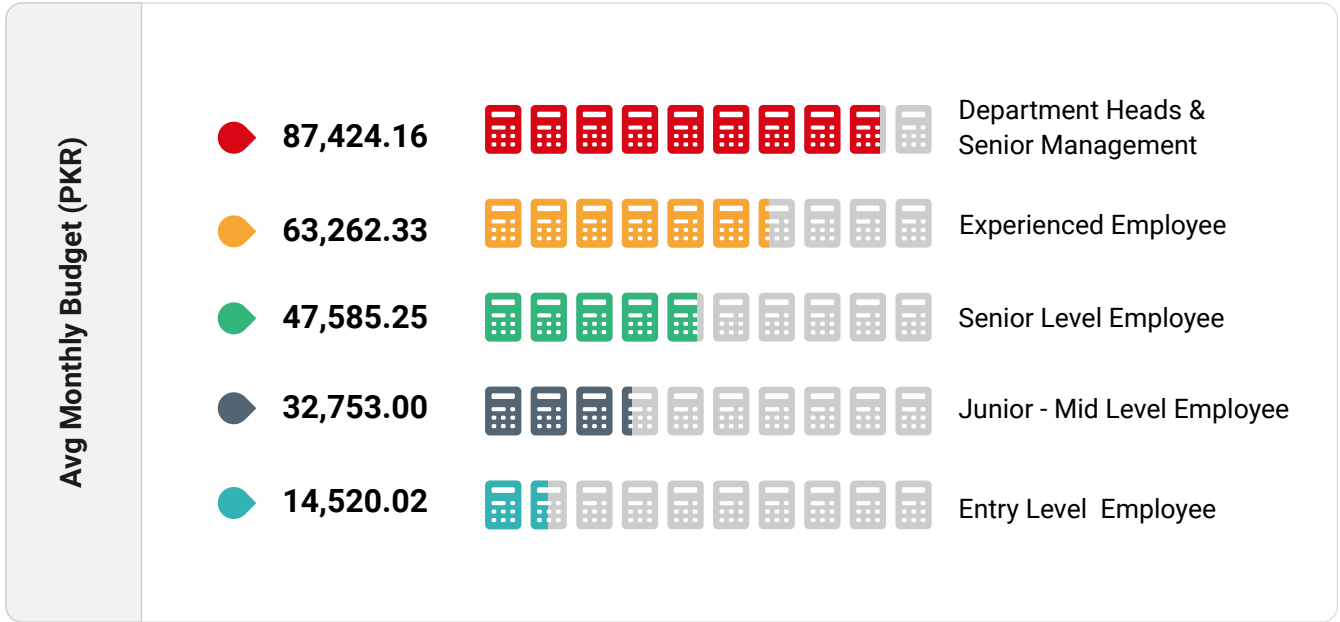 Avg Monthly Budget (PKR)
87,424.16
Department Heads &
Senior Management
63,262.33
Experienced Employee
47,585.25
Senior Level Employee
32,753.00
Junior - Mid Level Employee
14,520.02
Entry Level  Employee